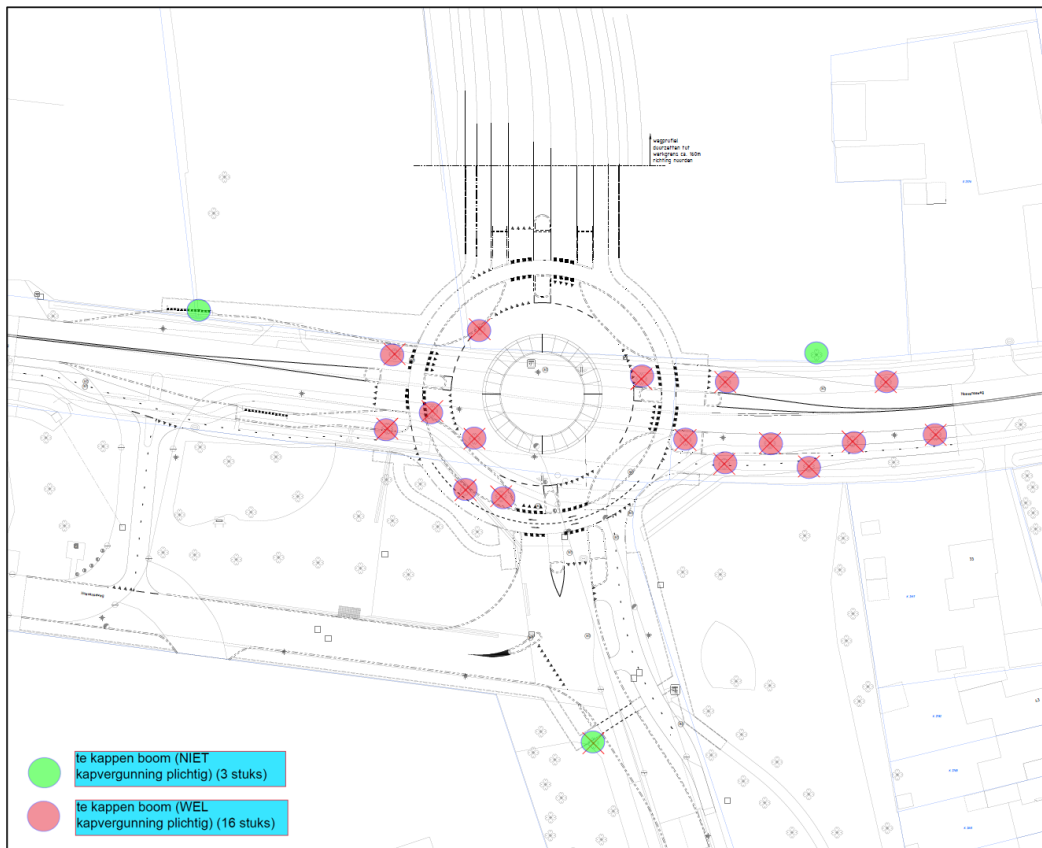 wegprofiel
doorzetten tot
werkgrens ca. 160m
richting noorden
te kappen boom (NIET
kapvergunning plichtig) (3 stuks)
te kappen boom (WEL
kapvergunning plichtig) (16 stuks)